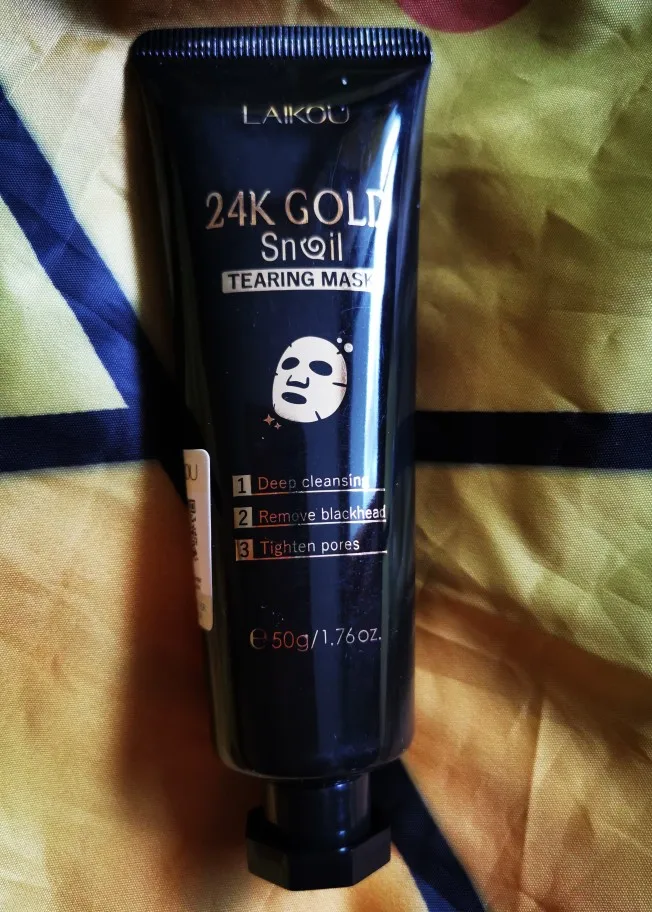 LAIKOU
24K GOLD
Snail
TEARING MASK
1 Deep cleansing
2 Remove blackhead
3 Tighten pores
℮ 50g/1.76oz.